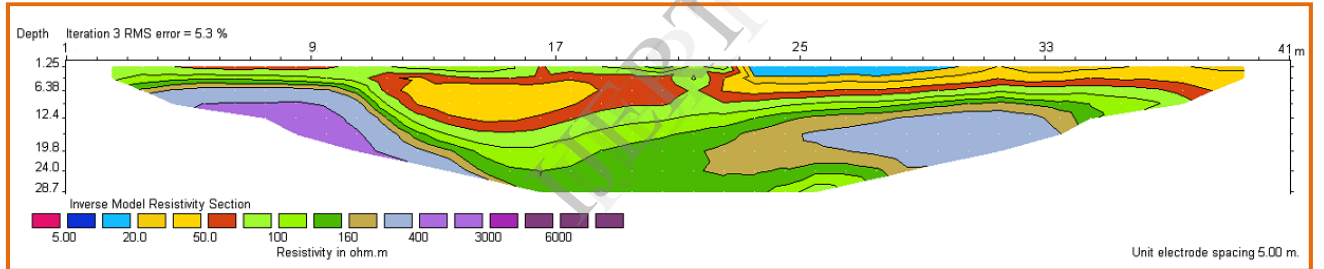 Depth Iteration 3 RMS error = 5.3 %
1 9 17 25 33 41 m
1.25
6.38
12.4
19.8
24.0
28.7
IJERT
Inverse Model Resistivity Section
5.00 20.0 50.0 100 160 400 3000 6000
Resistivity in ohm.m Unit electrode spacing 5.00 m.